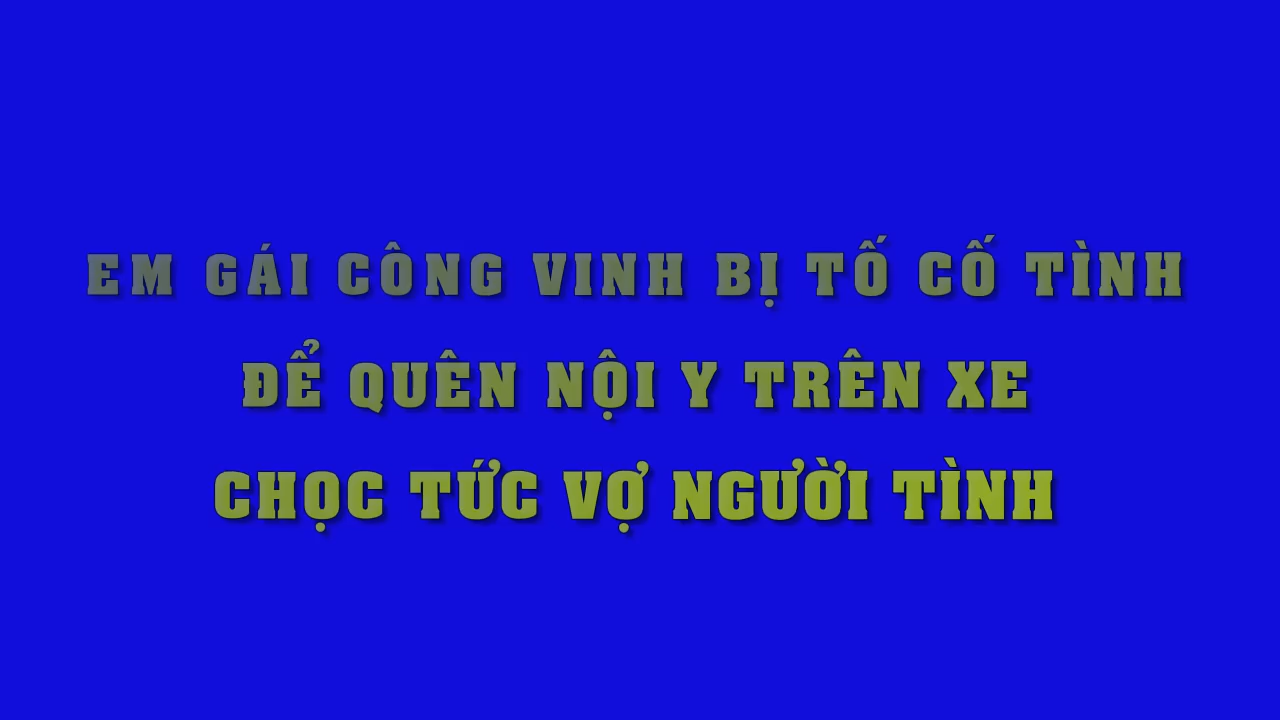 EM GÁI CÔNG VINH BỊ TỐ CỐ TÌNH
ĐỂ QUÊN NỘI Y TRÊN XE
CHỌC TỨC VỢ NGƯỜI TÌNH